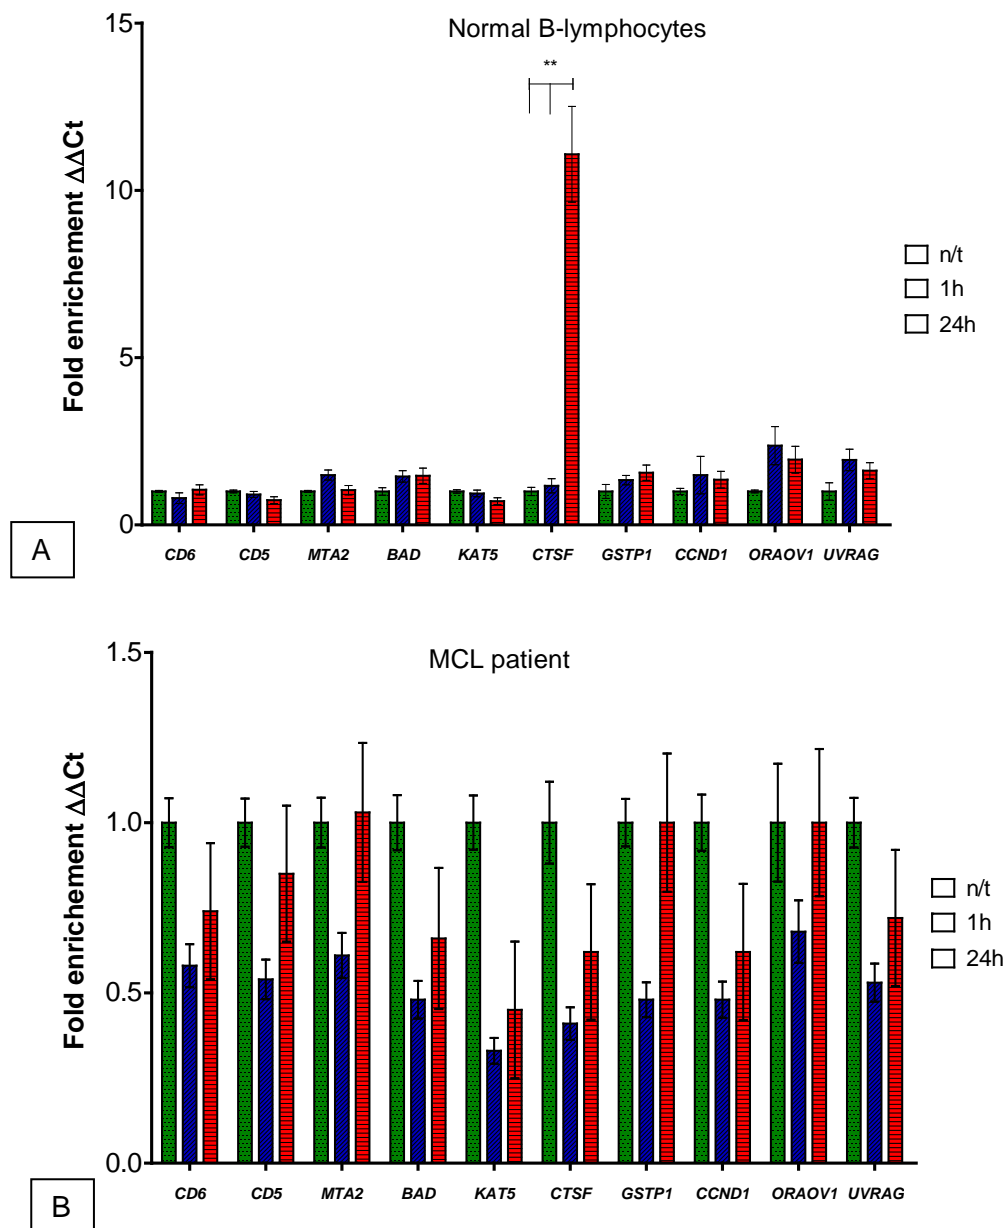 Normal B-lymphocytes
**
Fold enrichement ΔΔCt
15
10
5
0
n/t
1h
24h
A
CD6 CD5 MTA2 BAD KAT5 CTSF GSTP1 CCND1 ORAOV1 UVRAG
MCL patient
Fold enrichement ΔΔCt
1.5
1.0
0.5
0.0
n/t
1h
24h
B
CD6 CD5 MTA2 BAD KAT5 CTSF GSTP1 CCND1 ORAOV1 UVRAG